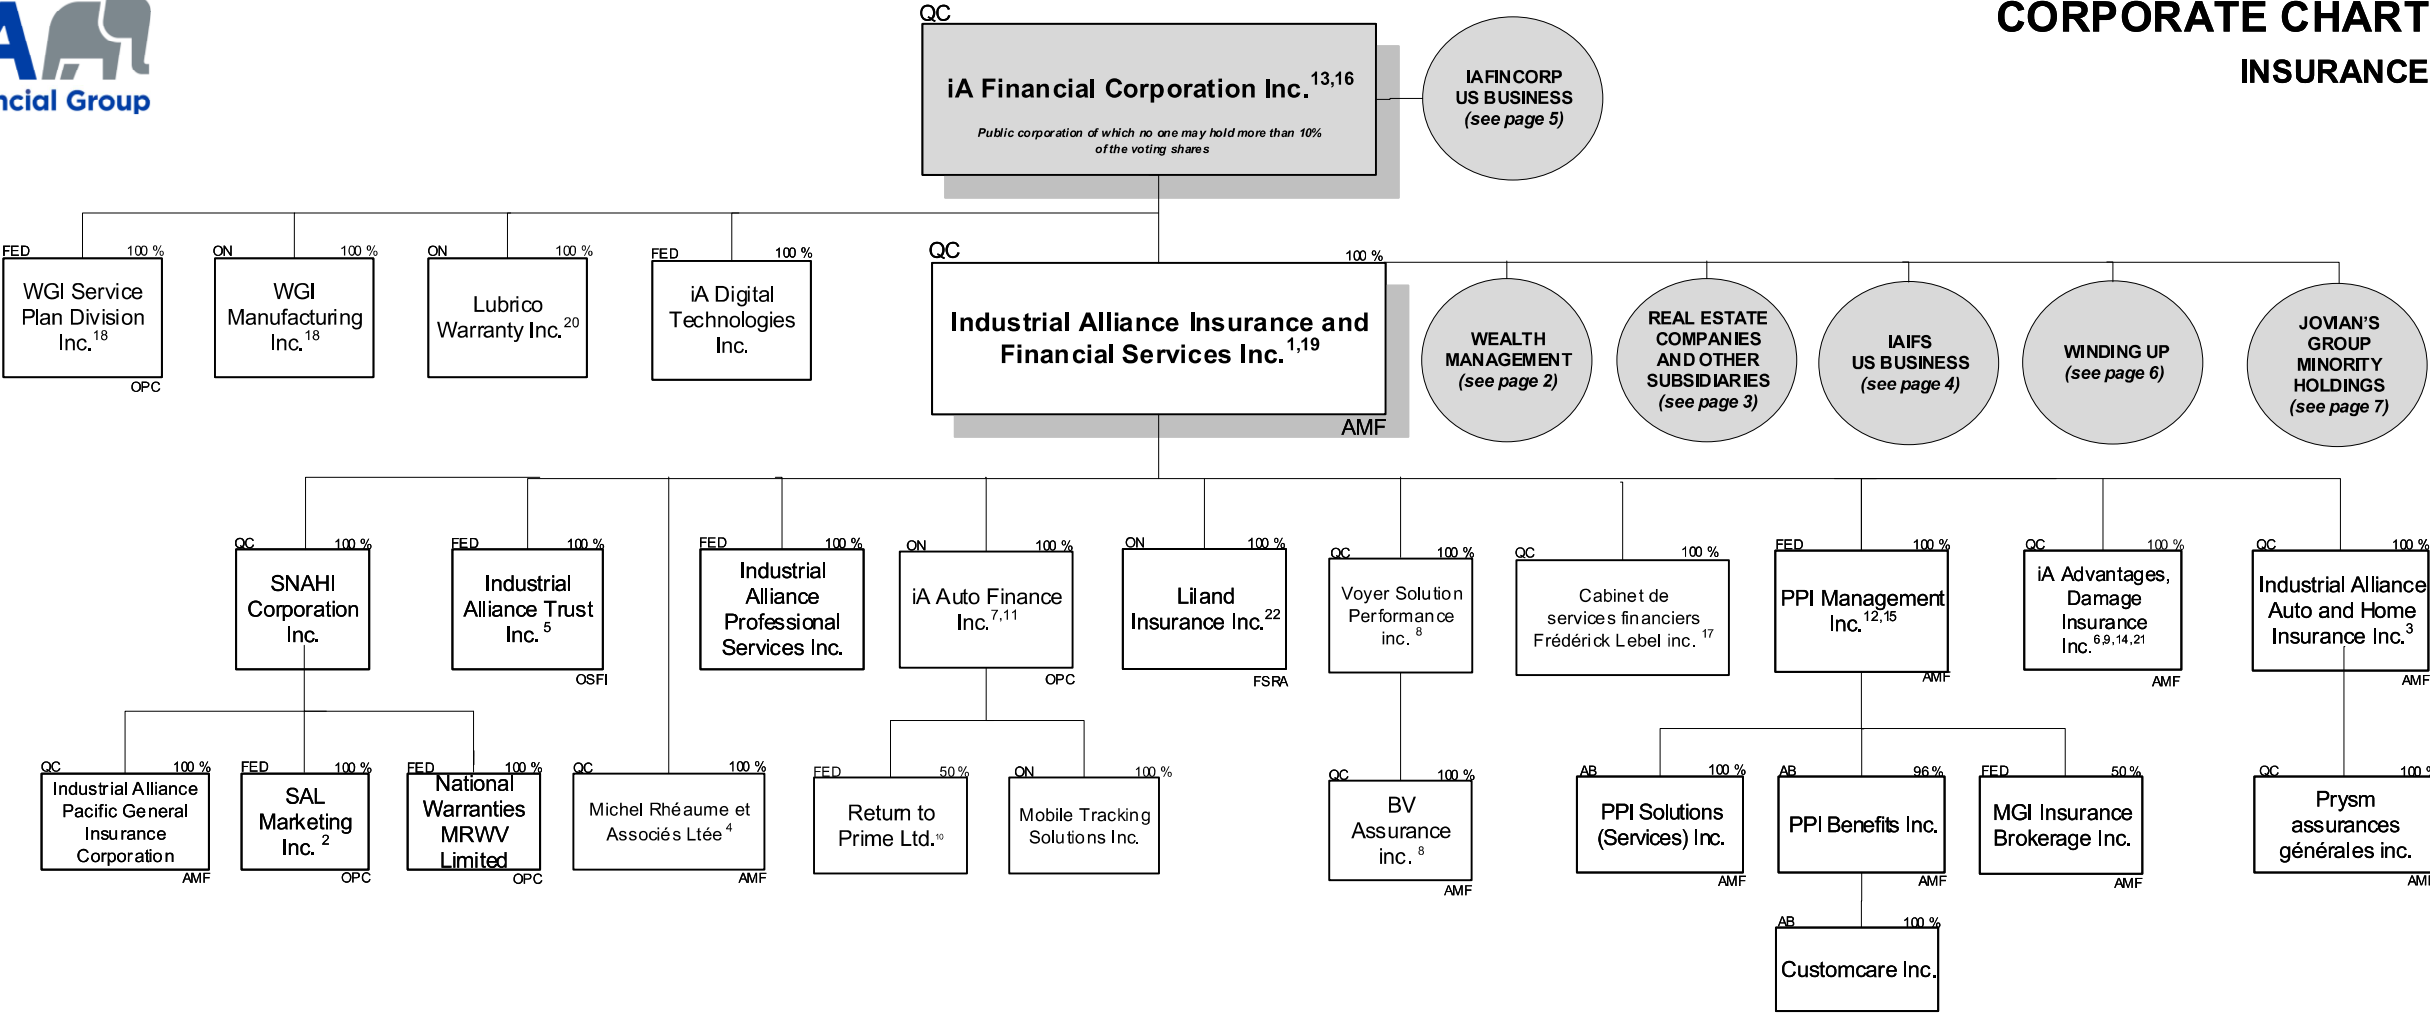 A
ncial Group
CORPORATE CHART
INSURANCE
QC
iA Financial Corporation Inc.13,16
Public corporation of which no one may hold more than 10%
of the voting shares
IAFINCORP
US BUSINESS
(see page 5)
FED 100 %
WGI Service
Plan Division
Inc.18
OPC
ON 100 %
WGI
Manufacturing
Inc.18
ON 100 %
Lubrico
Warranty Inc.20
FED 100 %
iA Digital
Technologies
Inc.
QC 100 %
Industrial Alliance Insurance and
Financial Services Inc.1,19
AMF
WEALTH
MANAGEMENT
(see page 2)
REAL ESTATE
COMPANIES
AND OTHER
SUBSIDIARIES
(see page 3)
IAIFS
US BUSINESS
(see page 4)
WINDING UP
(see page 6)
JOVIAN'S
GROUP
MINORITY
HOLDINGS
(see page 7)
QC 100 %
SNAHI
Corporation
Inc.
FED 100 %
Industrial
Alliance Trust
Inc. 5
OSFI
FED 100 %
Industrial
Alliance
Professional
Services Inc.
ON 100 %
iA Auto Finance
Inc.7,11
OPC
ON 100 %
Liland
Insurance Inc.22
FSRA
QC 100 %
Voyer Solution
Performance
inc. 8
QC 100 %
Cabinet de
services financiers
Frédérick Lebel inc. 17
FED 100 %
PPI Management
Inc.12,15
AMF
QC 100 %
iA Advantages,
Damage
Insurance
Inc. 6,9,14,21
AMF
QC 100 %
Industrial Alliance
Auto and Home
Insurance Inc.3
AMF
QC 100 %
Industrial Alliance
Pacific General
Insurance
Corporation
AMF
FED 100 %
SAL
Marketing
Inc. 2
OPC
FED 100 %
National
Warranties
MRWV
Limited
OPC
QC 100 %
Michel Rhéaume et
Associés Ltée 4
AMF
FED 50 %
Return to
Prime Ltd.10
ON 100 %
Mobile Tracking
Solutions Inc.
QC 100 %
BV
Assurance
inc. 8
AMF
AB 100 %
PPI Solutions
(Services) Inc.
AMF
AB 96 %
PPI Benefits Inc.
AMF
FED 50 %
MGI Insurance
Brokerage Inc.
AMF
QC 100 %
Prysm
assurances
générales inc.
AMF
AB 100 %
Customcare Inc.